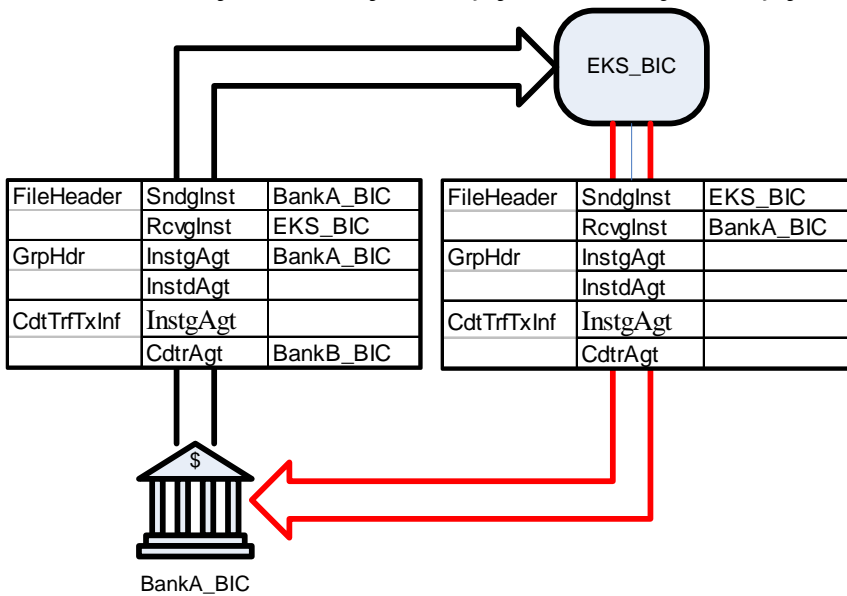 EKS_BIC
FileHeader SndgInst BankA_BIC
RcvgInst EKS_BIC
GrpHdr InstgAgt BankA_BIC
InstdAgt
CdtTrfTxInf InstgAgt
CdtrAgt BankB_BIC
FileHeader SndgInst EKS_BIC
RcvgInst BankA_BIC
GrpHdr InstgAgt
InstdAgt
CdtTrfTxInf InstgAgt
CdtrAgt
$
BankA_BIC